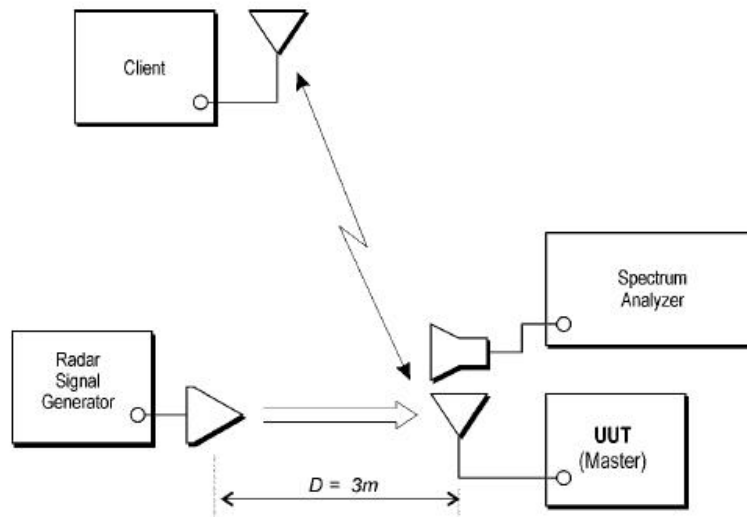 Client
Spectrum
Analyzer
Radar
Signal
Generator
UUT
(Master)
D = 3m